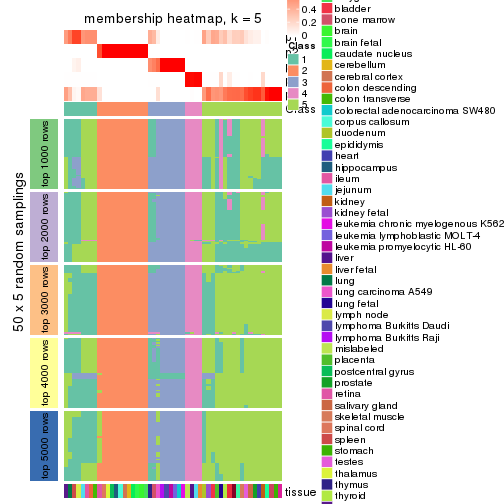 membership heatmap, k = 5
0.4
0.2
0
Class
1
2
3
4
5
Class
50 x 5 random samplings
top 1000 rows
top 2000 rows
top 3000 rows
top 4000 rows
top 5000 rows
tissue
bladder
bone marrow
brain
brain fetal
caudate nucleus
cerebellum
cerebral cortex
colon descending
colon transverse
colorectal adenocarcinoma SW480
corpus callosum
duodenum
epididymis
heart
hippocampus
ileum
jejunum
kidney
kidney fetal
leukemia chronic myelogenous K562
leukemia lymphoblastic MOLT-4
leukemia promyelocytic HL-60
liver
liver fetal
lung
lung carcinoma A549
lung fetal
lymph node
lymphoma Burkitts Daudi
lymphoma Burkitts Raji
mislabeled
placenta
postcentral gyrus
prostate
retina
salivary gland
skeletal muscle
spinal cord
spleen
stomach
testes
thalamus
thymus
thyroid